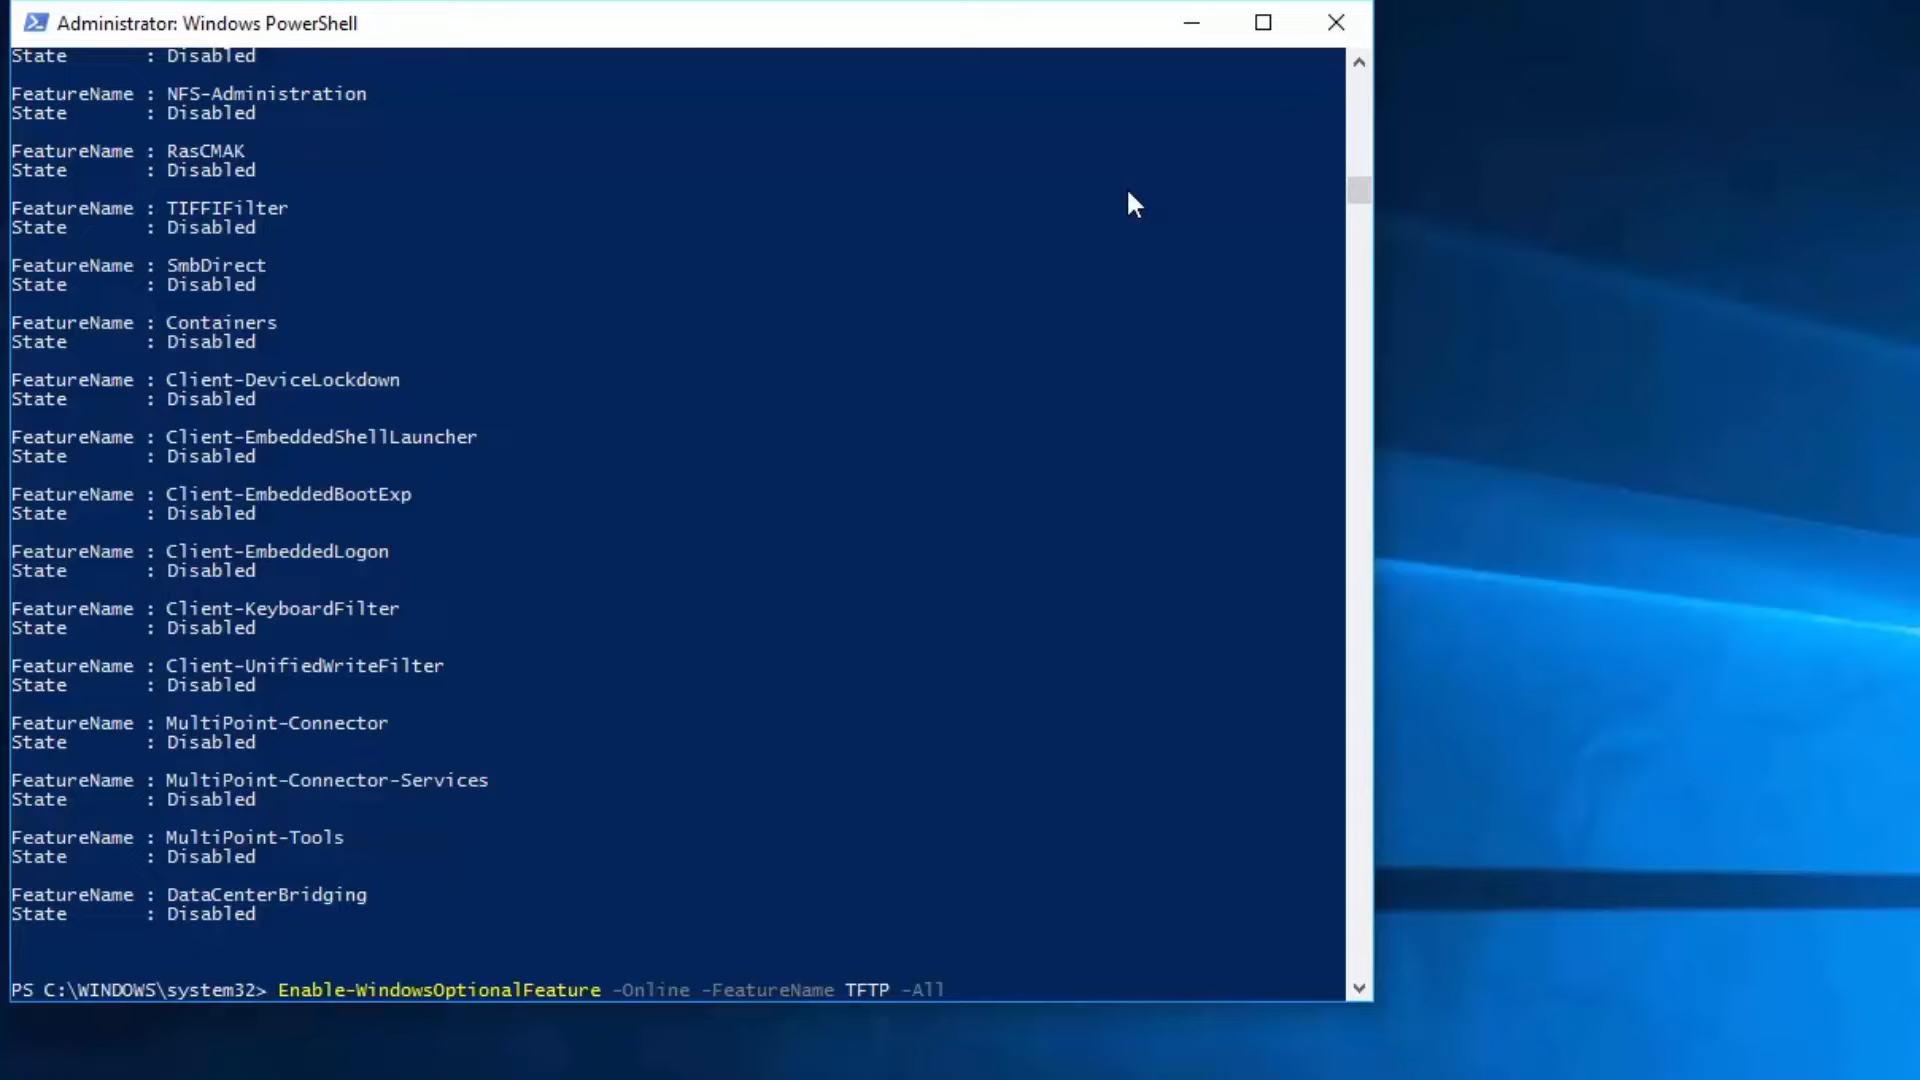 Administrator: Windows PowerShell
State       : Disabled
FeatureName : NFS-Administration
State       : Disabled
FeatureName : RasCMAK
State       : Disabled
FeatureName : TIFFIFilter
State       : Disabled
FeatureName : SmbDirect
State       : Disabled
FeatureName : Containers
State       : Disabled
FeatureName : Client-DeviceLockdown
State       : Disabled
FeatureName : Client-EmbeddedShellLauncher
State       : Disabled
FeatureName : Client-EmbeddedBootExp
State       : Disabled
FeatureName : Client-EmbeddedLogon
State       : Disabled
FeatureName : Client-KeyboardFilter
State       : Disabled
FeatureName : Client-UnifiedWriteFilter
State       : Disabled
FeatureName : MultiPoint-Connector
State       : Disabled
FeatureName : MultiPoint-Connector-Services
State       : Disabled
FeatureName : MultiPoint-Tools
State       : Disabled
FeatureName : DataCenterBridging
State       : Disabled
PS C:\WINDOWS\system32> Enable-WindowsOptionalFeature -Online -FeatureName TFTP -All